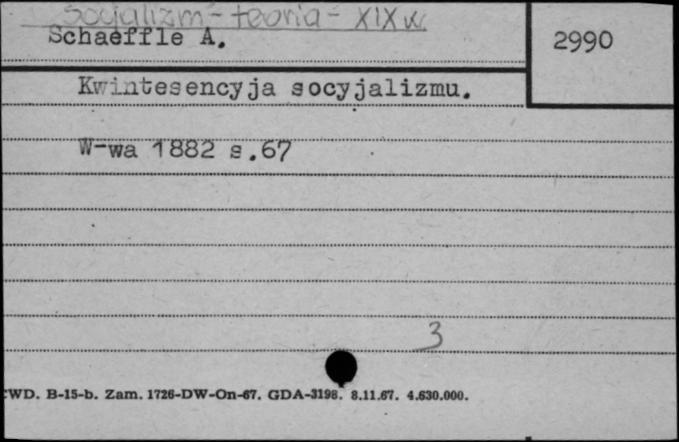 Socjalizm - teoria - XIX w.
Schaeffle A.
2990
Kwintesencyja socyjalizmu.
W-wa 1882 s.67
3
CWD. B-15-b. Zam. 1726-DW-On-67. GDA-3198. 8.11.67. 4.630.000.